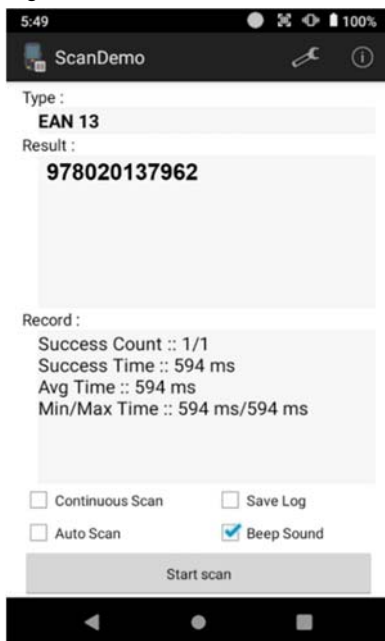 5:49 100%
ScanDemo
Type :
EAN 13
Result :
978020137962
Record :
Success Count :: 1/1
Success Time :: 594 ms
Avg Time :: 594 ms
Min/Max Time :: 594 ms/594 ms
Continuous Scan Save Log
Auto Scan Beep Sound
Start scan